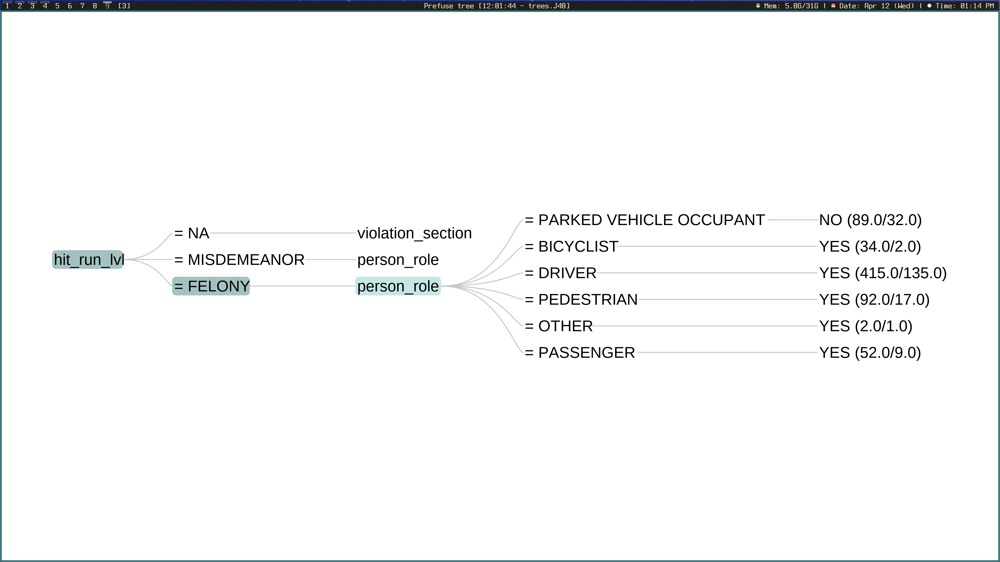 1 2 3 4 5 6 7 8 9 [3] Prefuse tree [12:01:44 - trees.J48] Mem: 5.8G/31G | Date: Apr 12 (Wed) | Time: 01:14 PM
hit_run_lvl
= NA violation_section
= MISDEMEANOR person_role
= FELONY person_role
= PARKED VEHICLE OCCUPANT NO (89.0/32.0)
= BICYCLIST YES (34.0/2.0)
= DRIVER YES (415.0/135.0)
= PEDESTRIAN YES (92.0/17.0)
= OTHER YES (2.0/1.0)
= PASSENGER YES (52.0/9.0)